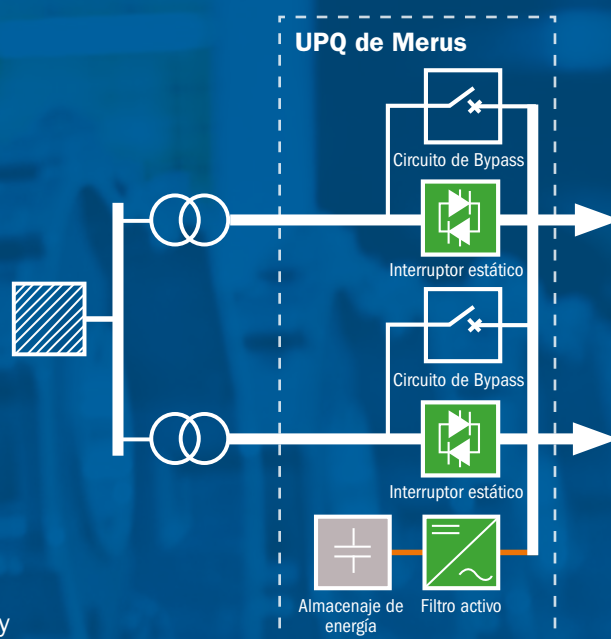 UPQ de Merus
Circuito de Bypass
Interruptor estático
Circuito de Bypass
Interruptor estático
Almacenaje de
energía
Filtro activo
y